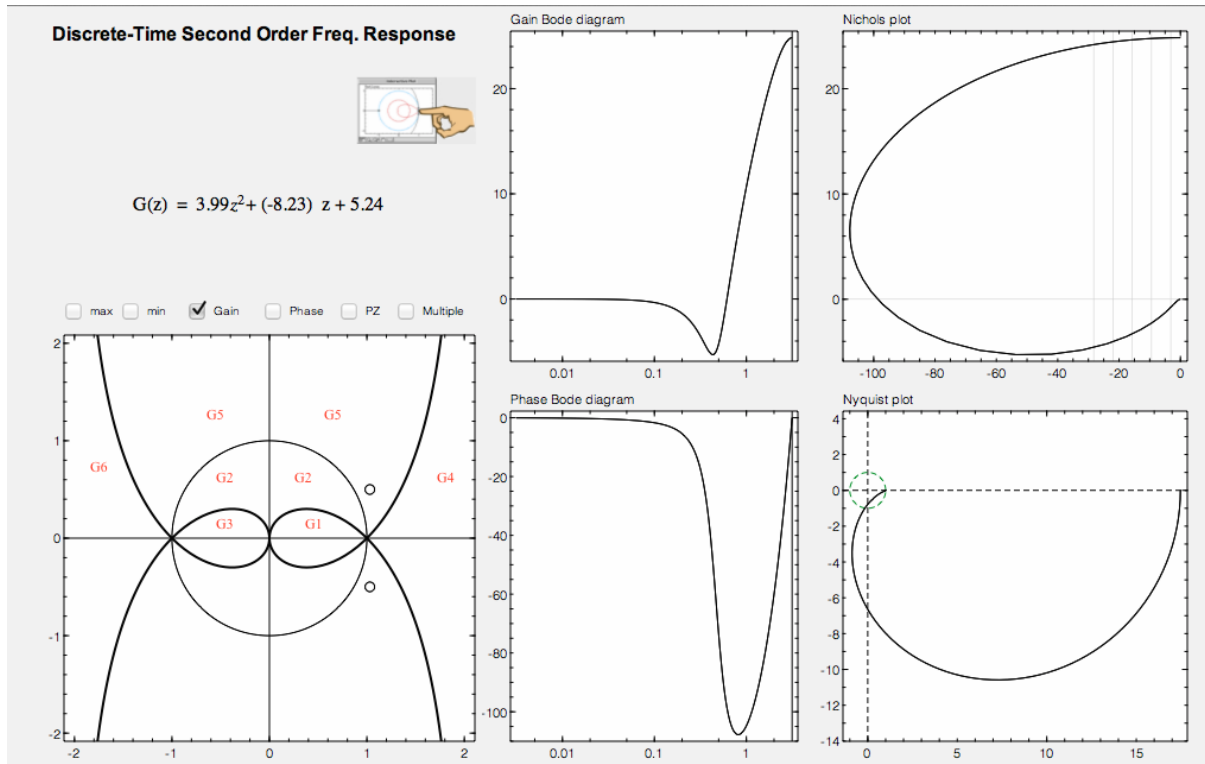 Discrete-Time Second Order Freq. Response
G(z) = 3.99z²+ (-8.23) z + 5.24
max min Gain Phase PZ Multiple
2
1
0
-1
-2
-2 -1 0 1 2
G5 G5
G6 G2 G2 G4
G3 G1
Gain Bode diagram
20
10
0
0.01 0.1 1
Phase Bode diagram
0
-20
-40
-60
-80
-100
0.01 0.1 1
Nichols plot
20
10
0
-100 -80 -60 -40 -20 0
Nyquist plot
4
2
0
-2
-4
-6
-8
-10
-12
-14
0 5 10 15